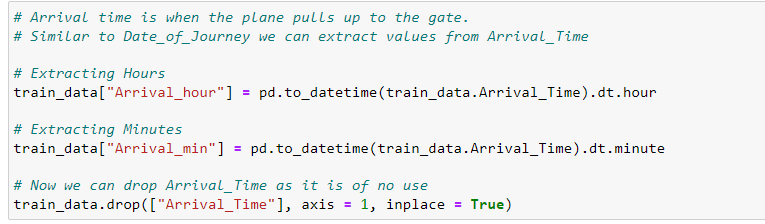 # Arrival time is when the plane pulls up to the gate.
# Similar to Date_of_Journey we can extract values from Arrival_Time
# Extracting Hours
train_data["Arrival_hour"] = pd.to_datetime(train_data.Arrival_Time).dt.hour
# Extracting Minutes
train_data["Arrival_min"] = pd.to_datetime(train_data.Arrival_Time).dt.minute
# Now we can drop Arrival_Time as it is of no use
train_data.drop(["Arrival_Time"], axis = 1, inplace = True)